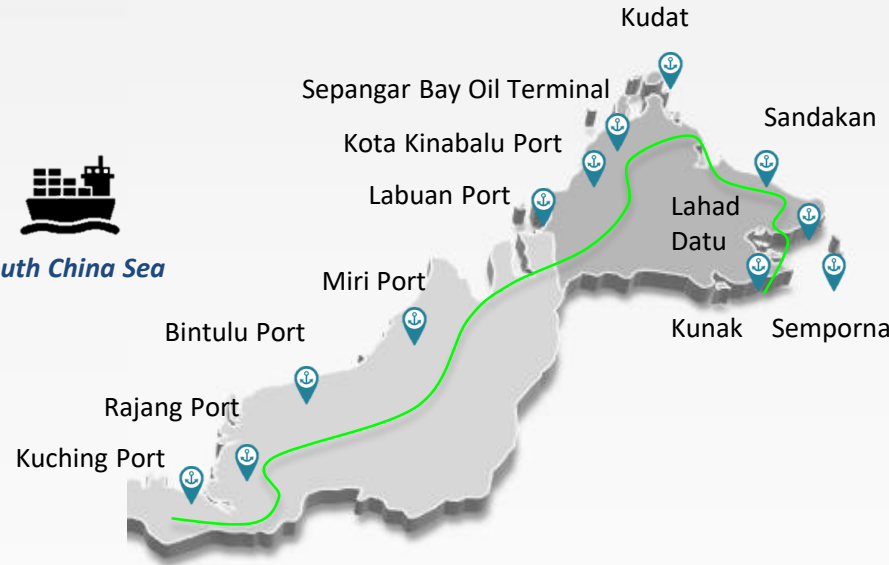 Kudat
Sepangar Bay Oil Terminal
Sandakan
Kota Kinabalu Port
Labuan Port
Lahad
Datu
uth China Sea
Miri Port
Bintulu Port
Kunak
Semporna
Rajang Port
Kuching Port